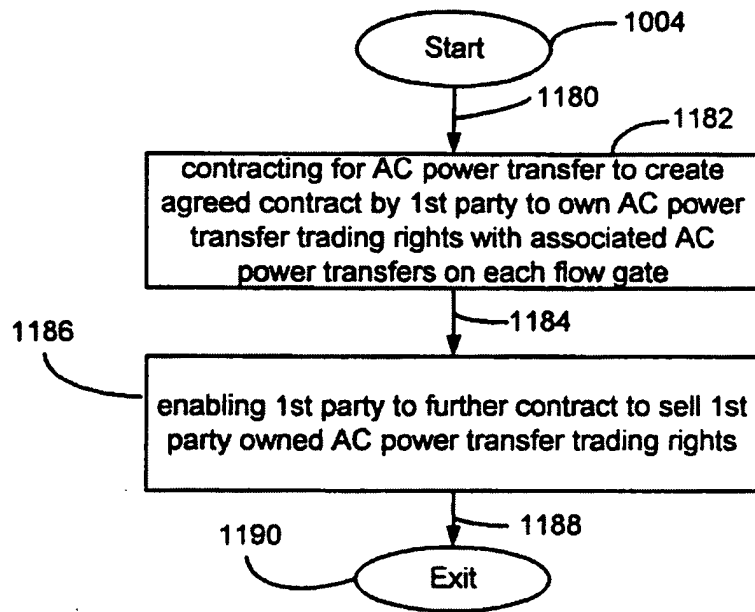 Start
1004
1180
1182
contracting for AC power transfer to create
agreed contract by 1st party to own AC power
transfer trading rights with associated AC
power transfers on each flow gate
1184
1186
enabling 1st party to further contract to sell 1st
party owned AC power transfer trading rights
1188
1190
Exit